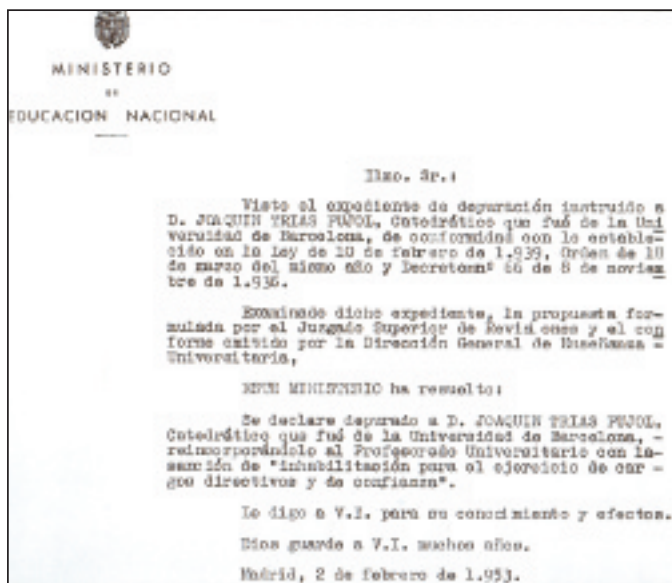 MINISTERIO
DE
EDUCACION NACIONAL
Ilmo. Sr.:
Visto el expediente de depuración instruido a
D. JOAQUIN TRIAS PUJOL, Catedrático que fué de la Uni
versidad de Barcelona, de conformidad con lo estable-
cido en la Ley de 10 de febrero de 1.939, Orden de 18
de marzo del mismo año y Decreto nº 66 de 8 de noviem
bre de 1.936.
Examinado dicho expediente, la propuesta for-
mulada por el Juzgado Superior de Revisiones y el con
forme emitido por la Dirección General de Enseñanza -
Universitaria,
ESTE MINISTERIO ha resuelto:
Se declare depurado a D. JOAQUIN TRIAS PUJOL,
Catedrático que fué de la Universidad de Barcelona, -
reincorporándolo al Profesorado Universitario con la-
sanción de "inhabilitación para el ejercicio de car -
gos directivos y de confianza".
Lo digo a V.I. para su conocimiento y efectos.
Dios guarde a V.I. muchos años.
Madrid, 2 de febrero de 1.953.